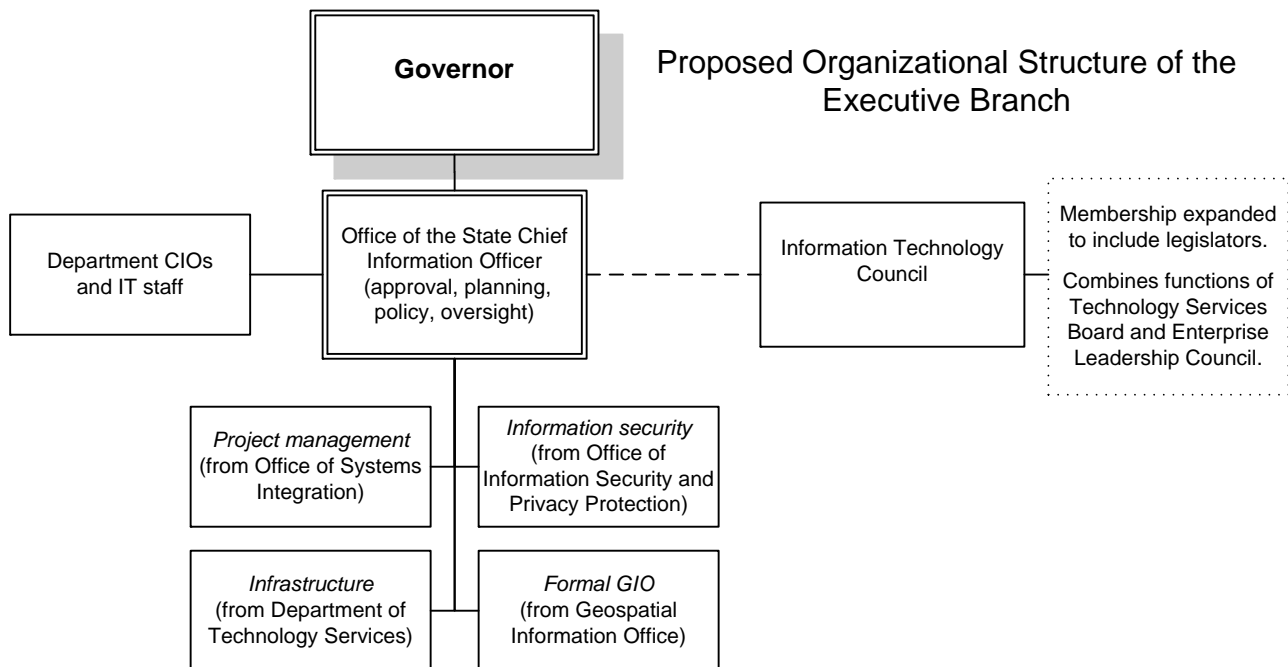 Governor
Proposed Organizational Structure of the
Executive Branch
Department CIOs
and IT staff
Office of the State Chief
Information Officer
(approval, planning,
policy, oversight)
Information Technology
Council
Membership expanded
to include legislators.
Combines functions of
Technology Services
Board and Enterprise
Leadership Council.
Project management
(from Office of Systems
Integration)
Information security
(from Office of
Information Security and
Privacy Protection)
Infrastructure
(from Department of
Technology Services)
Formal GIO
(from Geospatial
Information Office)